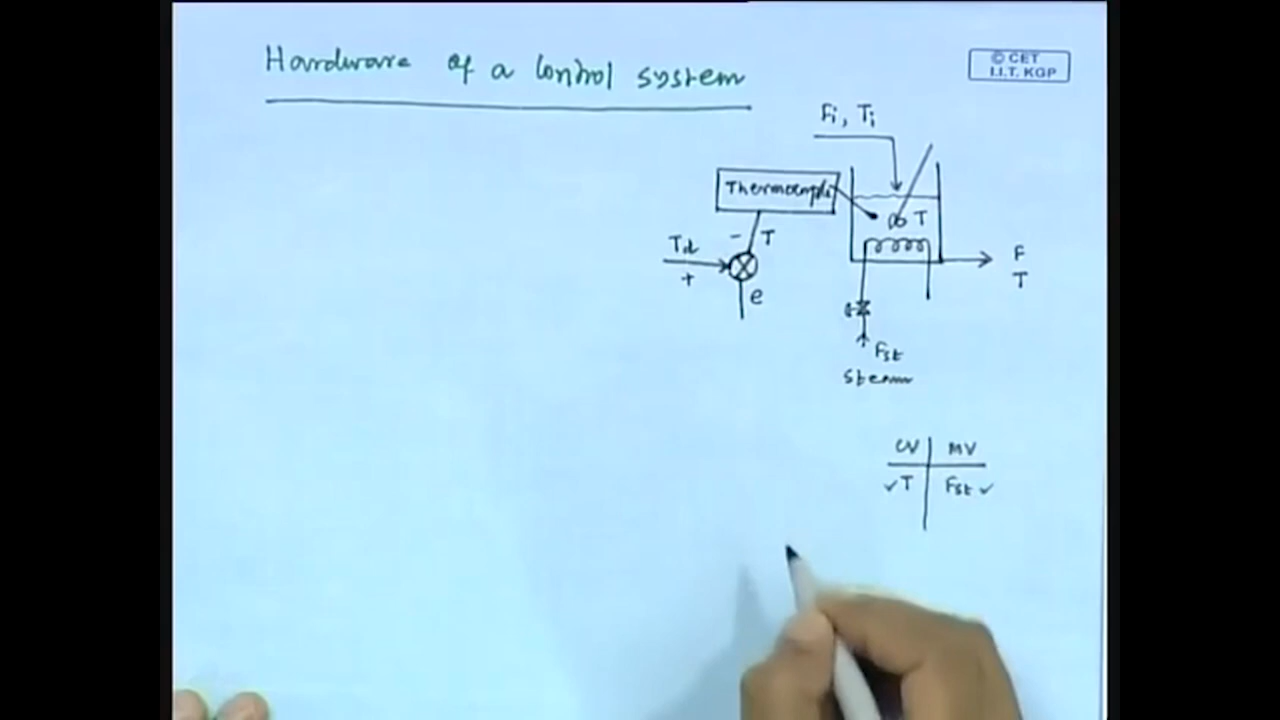 Hardware of a Control system
© CET
I.I.T. KGP
Fi, Ti
Thermocouple
T
- T
Td
+
e
F
T
Fst
Steam
CV MV
✓T Fst ✓